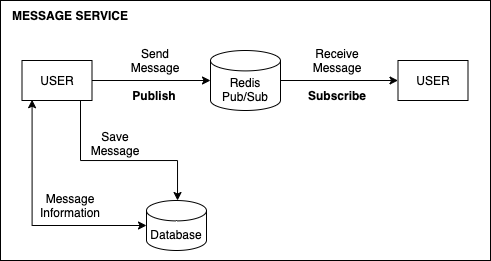 MESSAGE SERVICE
Send
Message
Receive
Message
USER
Redis
Pub/Sub
USER
Publish
Subscribe
Save
Message
Message
Information
Database